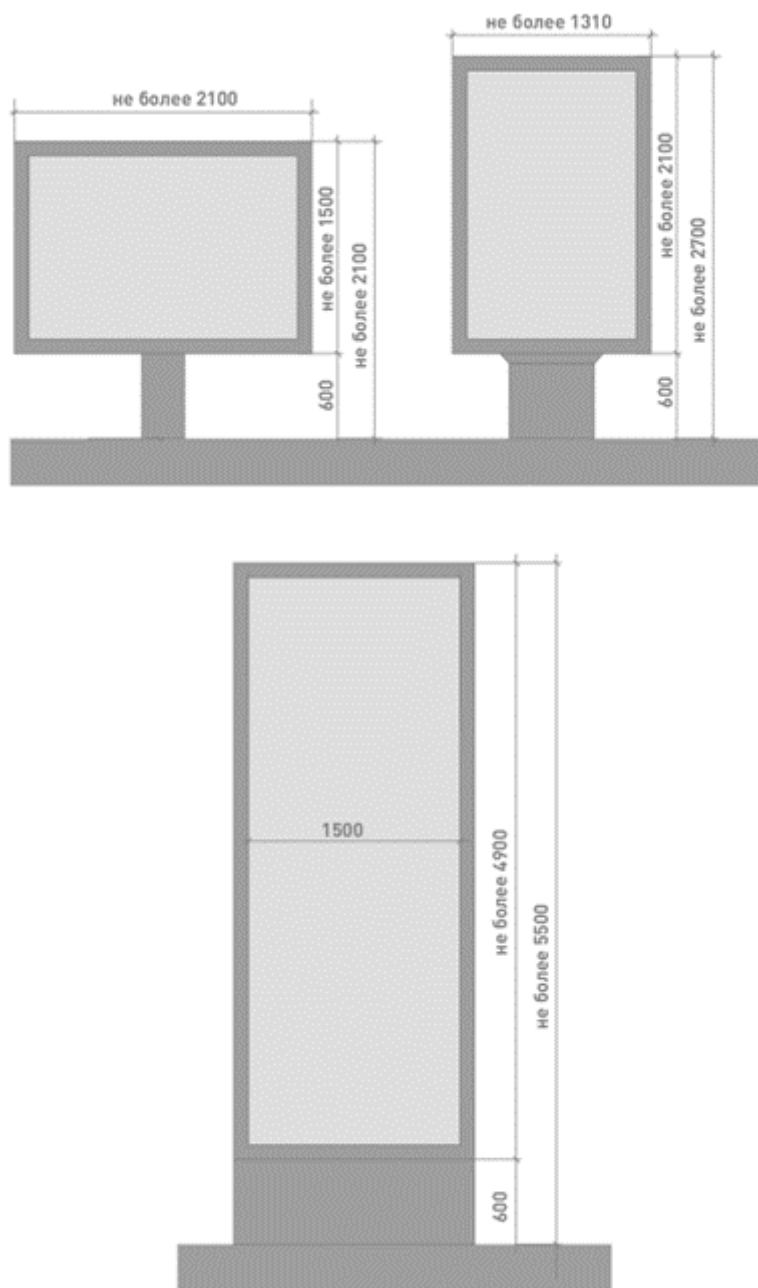 не более 1310
не более 2100
не более 1500
не более 2100
600
не более 2100
не более 2700
600
1500
не более 4900
не более 5500
600